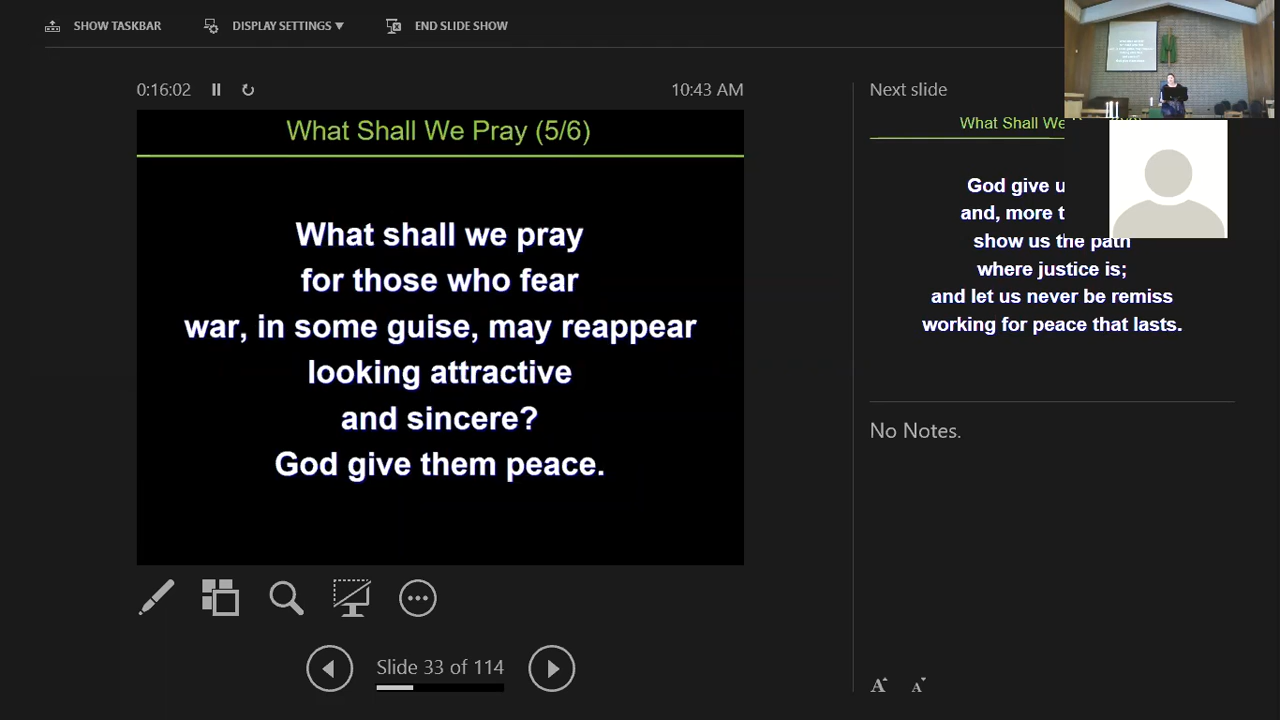 SHOW TASKBAR
DISPLAY SETTINGS
END SLIDE SHOW
0:16:02
10:43 AM
What Shall We Pray (5/6)
What shall we pray
for those who fear
war, in some guise, may reappear
looking attractive
and sincere?
God give them peace.
Slide 33 of 114
Next slide
What Shall We
God give u
and, more t
show us the path
where justice is;
and let us never be remiss
working for peace that lasts.
No Notes.